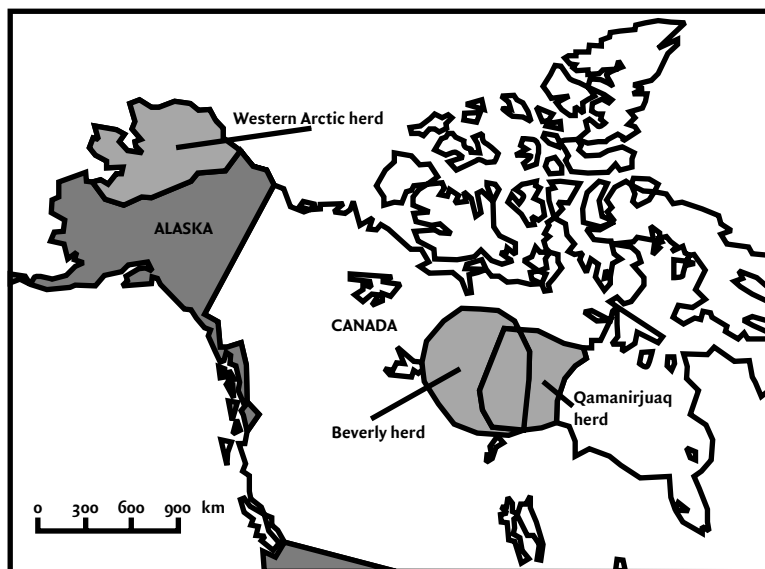 Western Arctic herd
ALASKA
CANADA
Qamanirjuaq
herd
Beverly herd
0 300 600 900 km